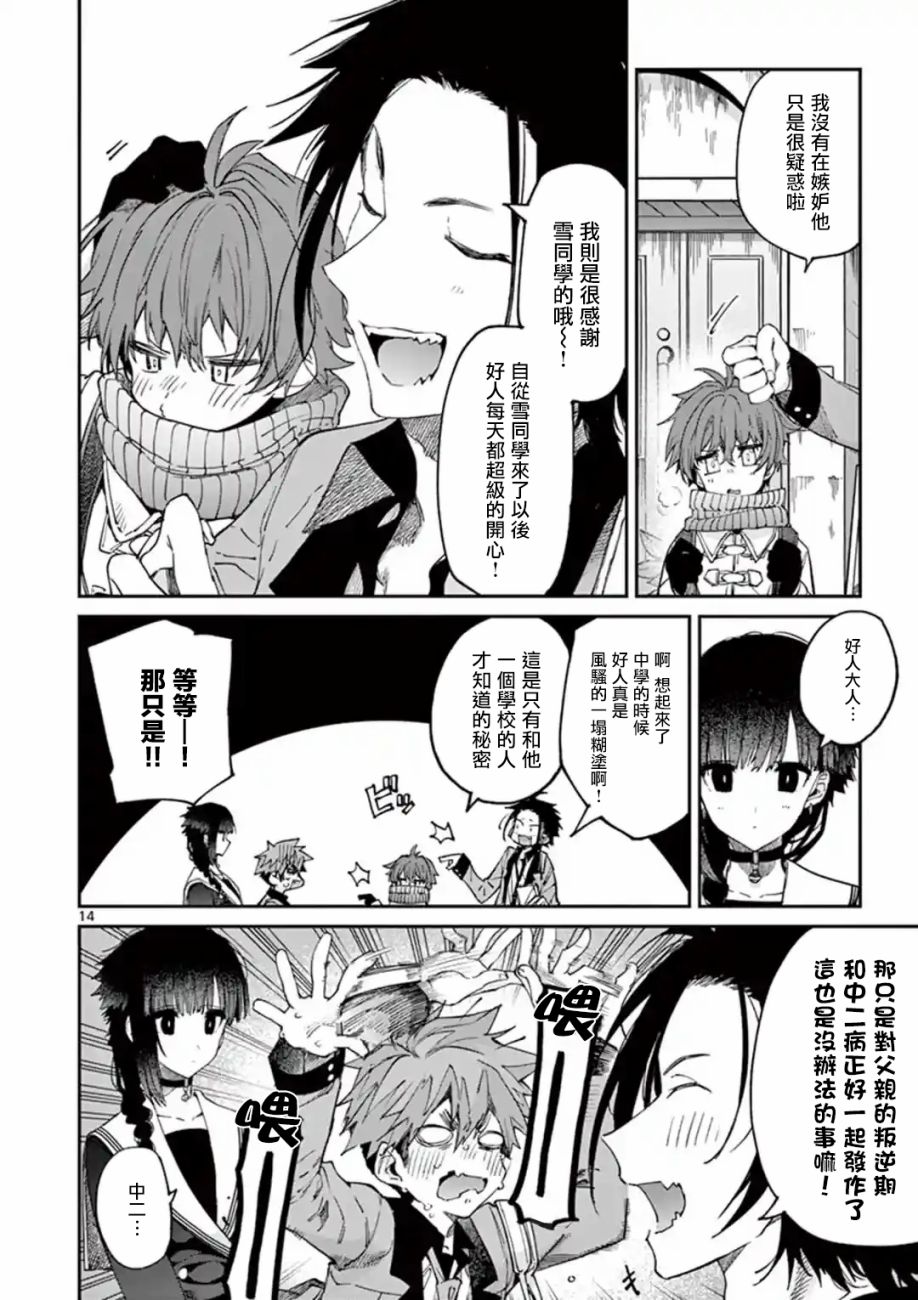 我沒有在嫉妒他
只是很疑惑啦
我則是很感謝
雪同學的哦～！
自從雪同學來了以後
好人每天都超級的開心！
好人大人…
啊 想起來了
中學的時候
好人真是
風騷的一塌糊塗啊！
這是只有和他
一個學校的人
才知道的秘密
ビッ
等等—！
那只是!!
14
那只是對父親的叛逆期
和中二病正好一起發作了
這也是沒辦法的事嘛！
喂——
喂——
中二…